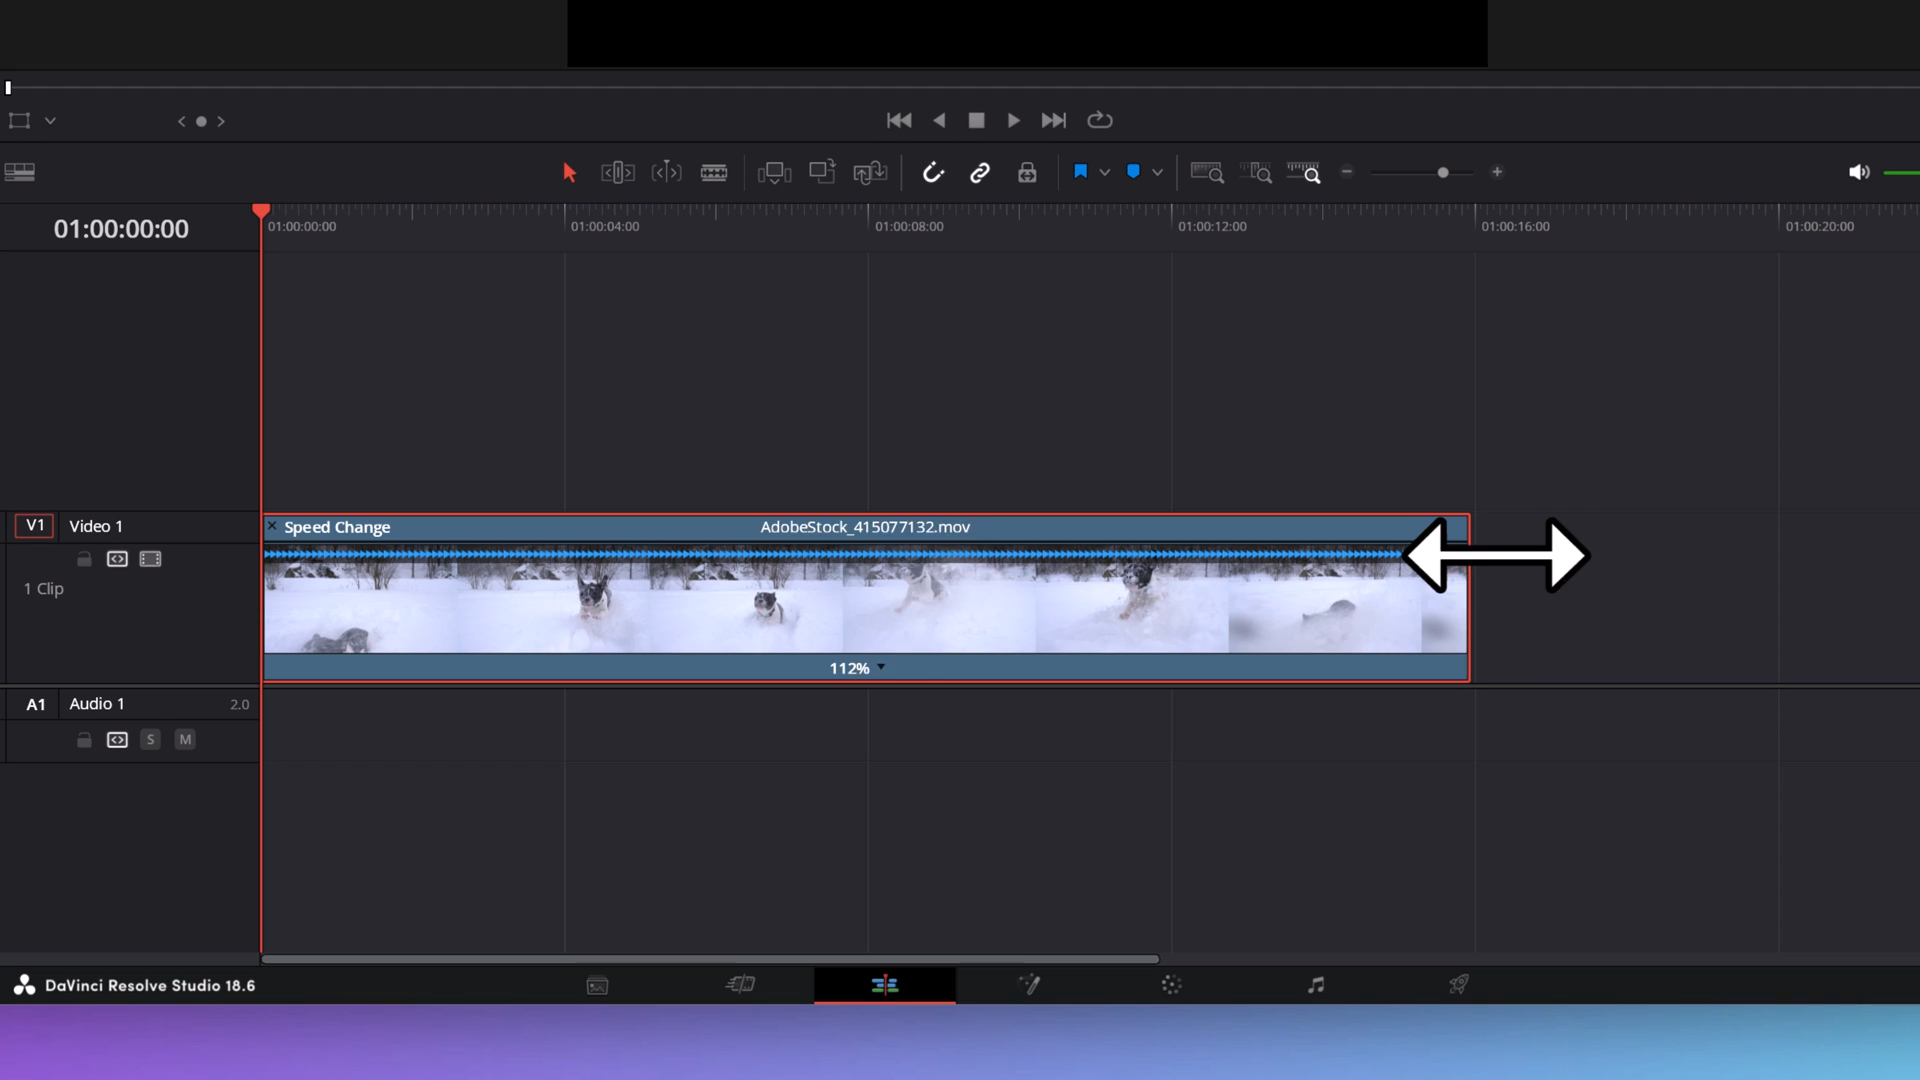 01:00:00:00
01:00:00:00 01:00:04:00 01:00:08:00 01:00:12:00 01:00:16:00 01:00:20:00
V1 Video 1
Speed Change AdobeStock_415077132.mov
1 Clip
112%
A1 Audio 1 2.0
S M
DaVinci Resolve Studio 18.6